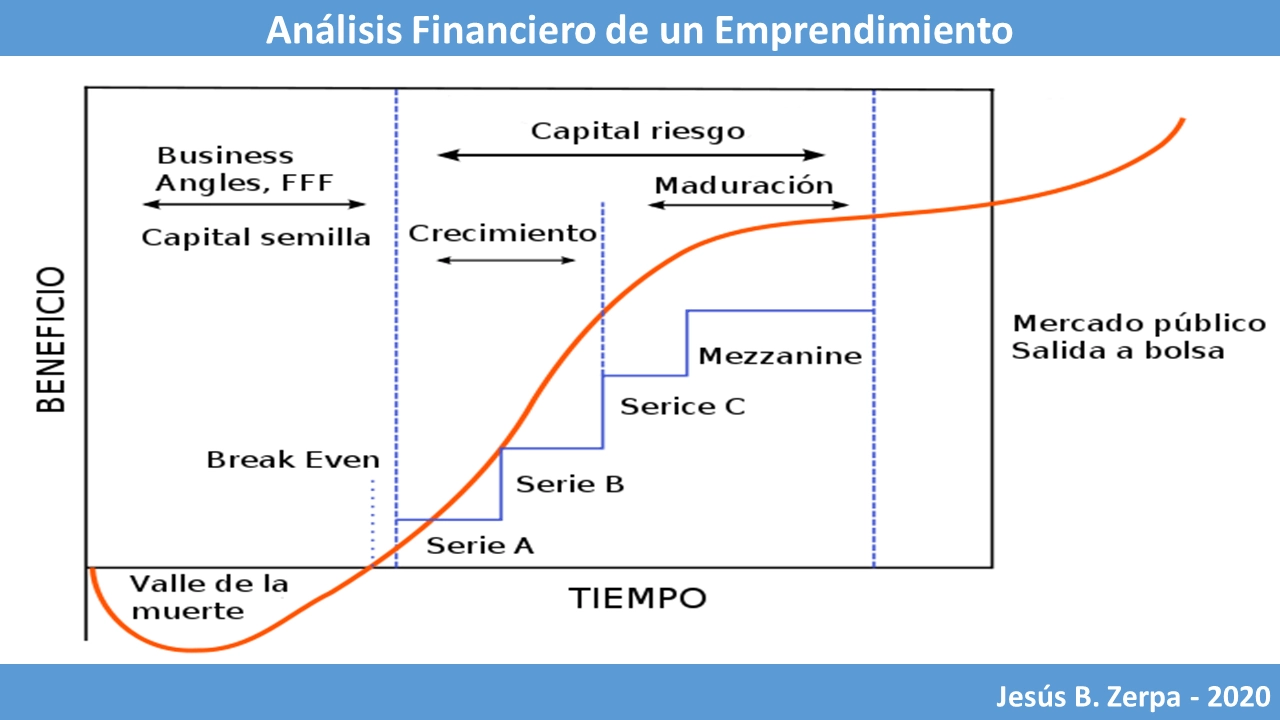 Análisis Financiero de un Emprendimiento
Capital riesgo
Business
Angles, FFF
Maduración
Capital semilla
Crecimiento
BENEFICIO
Mercado público
Salida a bolsa
Mezzanine
Serice C
Break Even
Serie B
Serie A
Valle de la
muerte
TIEMPO
Jesús B. Zerpa - 2020